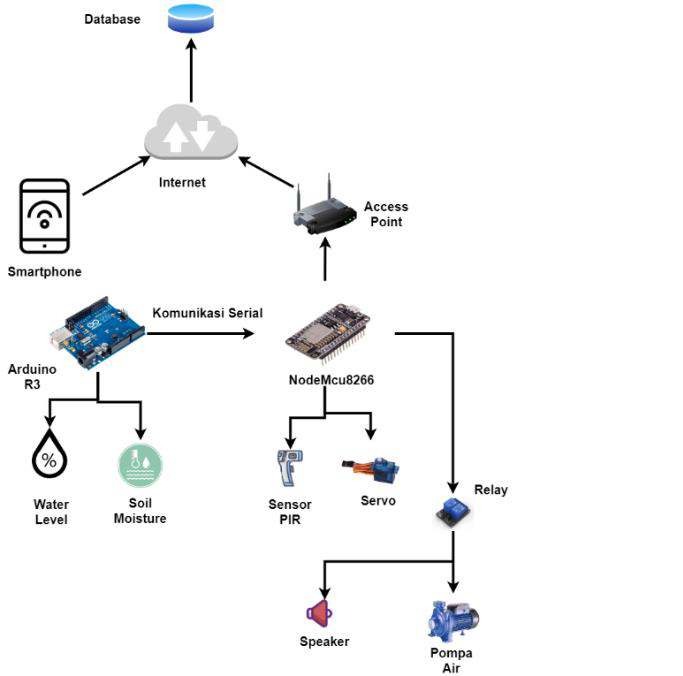 Database
Internet
Access
Point
Smartphone
Komunikasi Serial
Arduino
R3
NodeMcu8266
%
Water
Level
Soil
Moisture
Sensor
PIR
Servo
Relay
Speaker
Pompa
Air